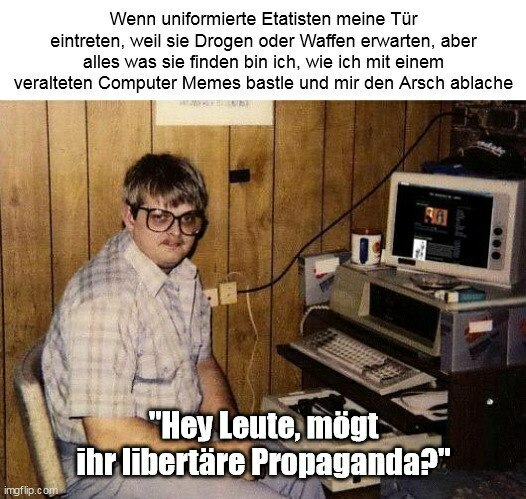 Wenn uniformierte Etatisten meine Tür
eintreten, weil sie Drogen oder Waffen erwarten, aber
alles was sie finden bin ich, wie ich mit einem
veralteten Computer Memes bastle und mir den Arsch ablache
"Hey Leute, mögt
ihr libertäre Propaganda?"
imgflip.com